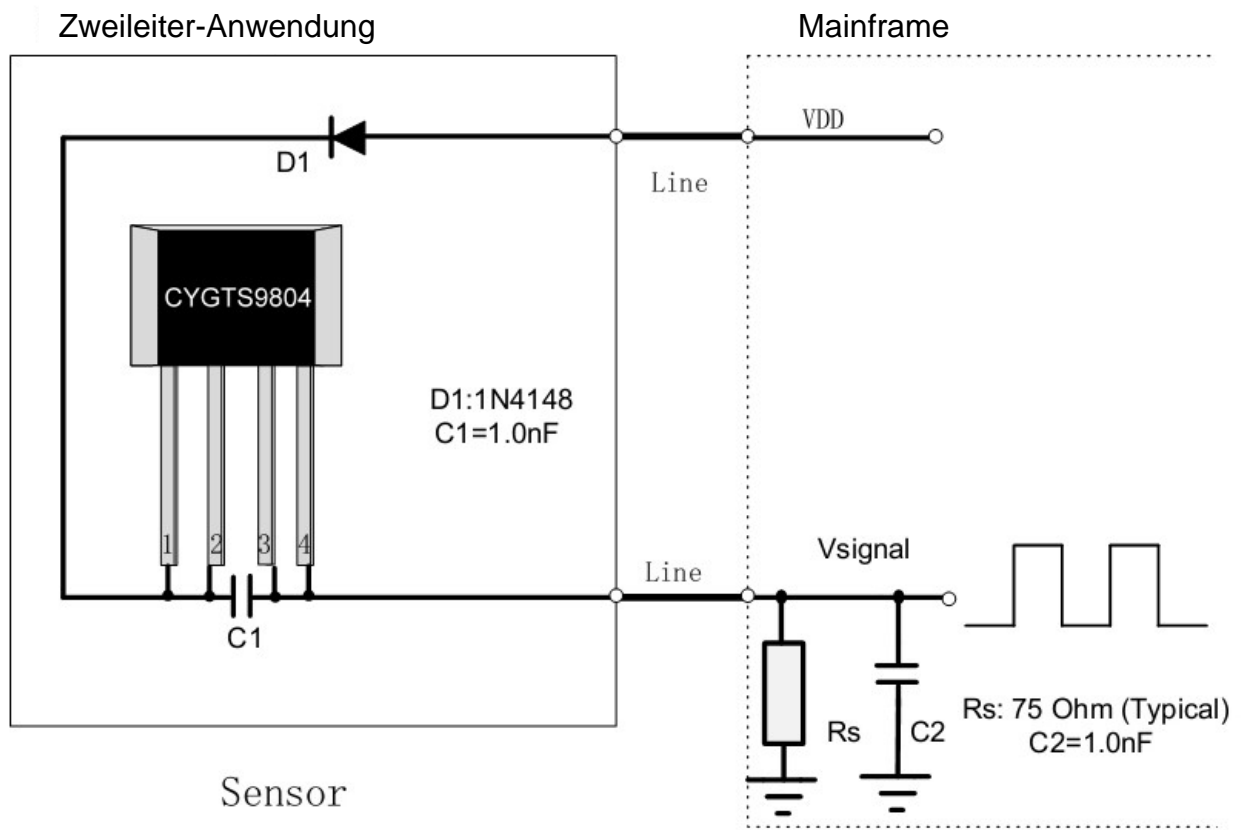 Zweileiter-Anwendung
Mainframe
VDD
D1
Line
CYGTS9804
D1:1N4148
C1=1.0nF
1 2 3 4
Vsignal
Line
C1
Rs
C2
Rs: 75 Ohm (Typical)
C2=1.0nF
Sensor